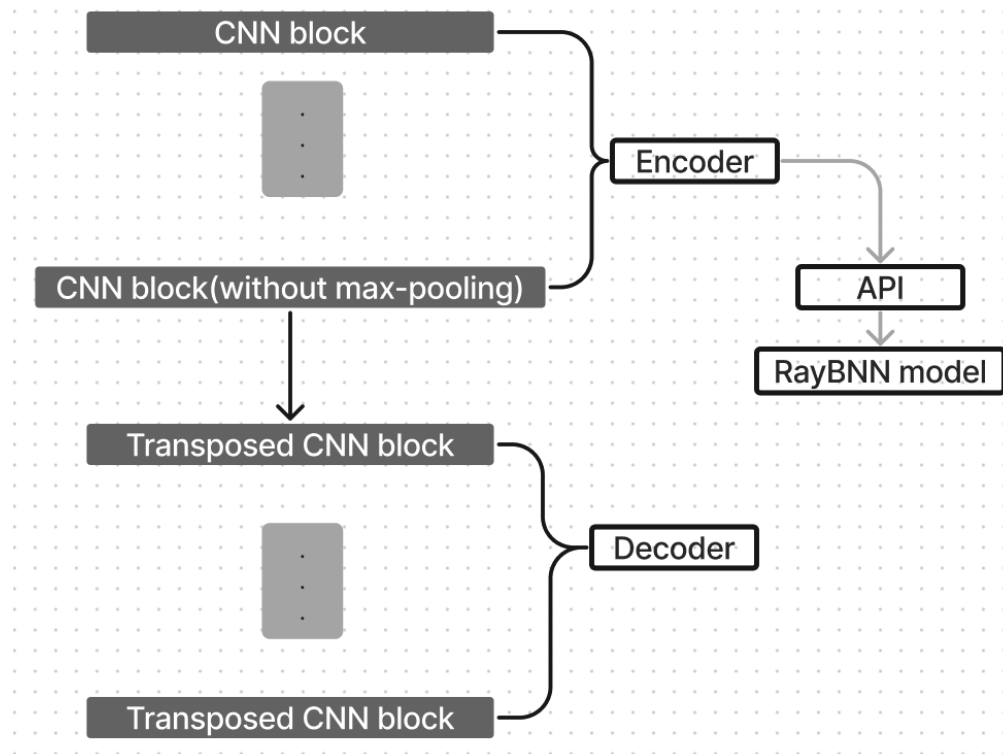 CNN block
.
.
.
Encoder
CNN block(without max-pooling)
API
RayBNN model
Transposed CNN block
.
.
.
Decoder
Transposed CNN block